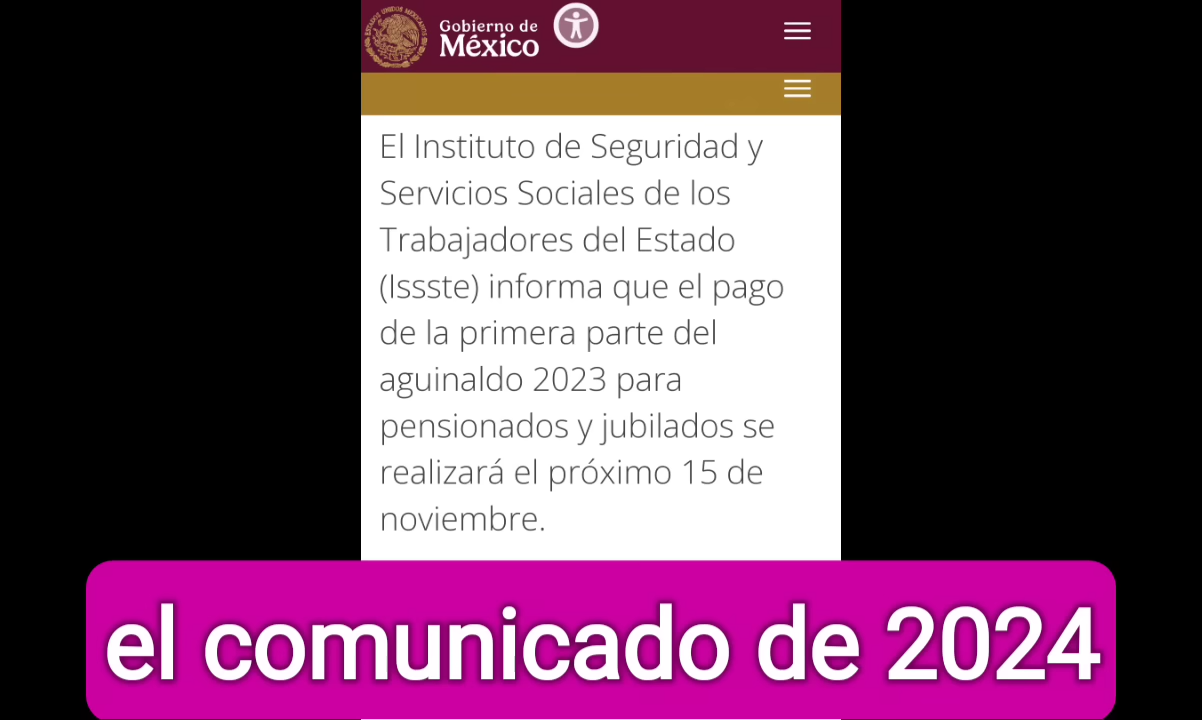 Gobierno de
México
El Instituto de Seguridad y
Servicios Sociales de los
Trabajadores del Estado
(Issste) informa que el pago
de la primera parte del
aguinaldo 2023 para
pensionados y jubilados se
realizará el próximo 15 de
noviembre.
el comunicado de 2024